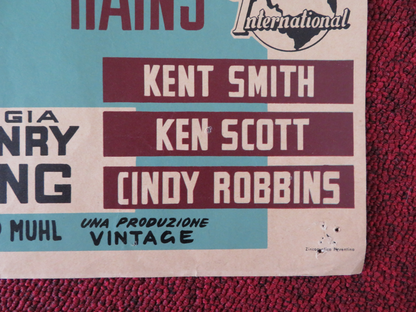 RAINS
International
KENT SMITH
GIA
NRY
KEN SCOTT
NG
CINDY ROBBINS
MUHL
UNA PRODUZIONE
VINTAGE